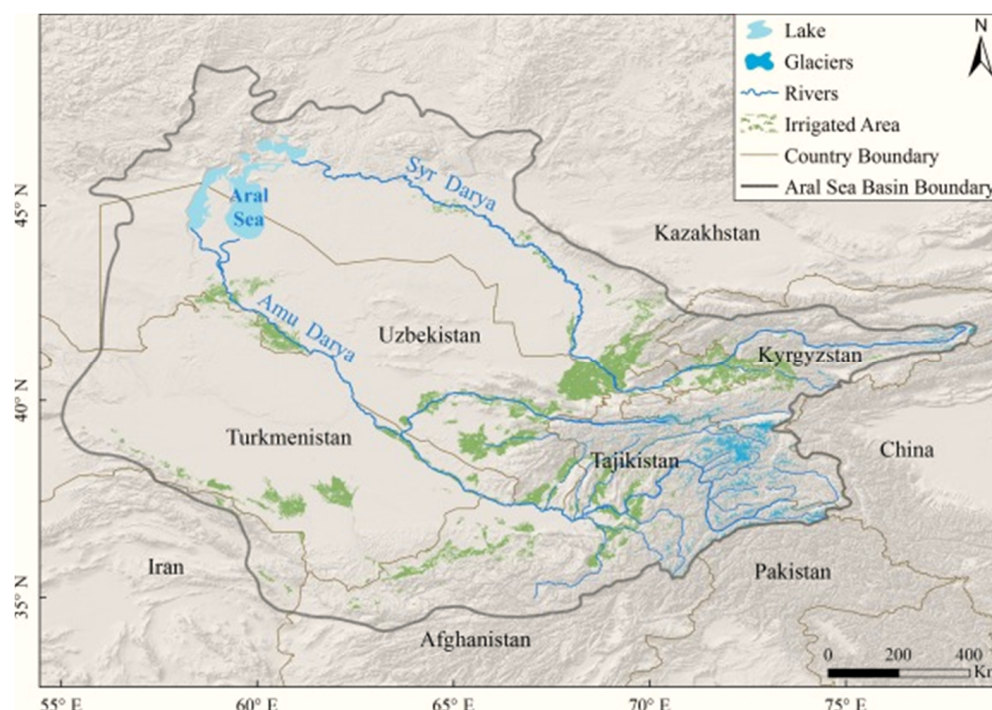 N
Lake
Glaciers
Rivers
Irrigated Area
Country Boundary
Aral Sea Basin Boundary
45° N
40° N
35° N
Syr Darya
Aral
Sea
Kazakhstan
Amu Darya
Uzbekistan
Kyrgyzstan
Turkmenistan
Tajikistan
China
Iran
Pakistan
Afghanistan
0 200 400
Km
55° E 60° E 65° E 70° E 75° E